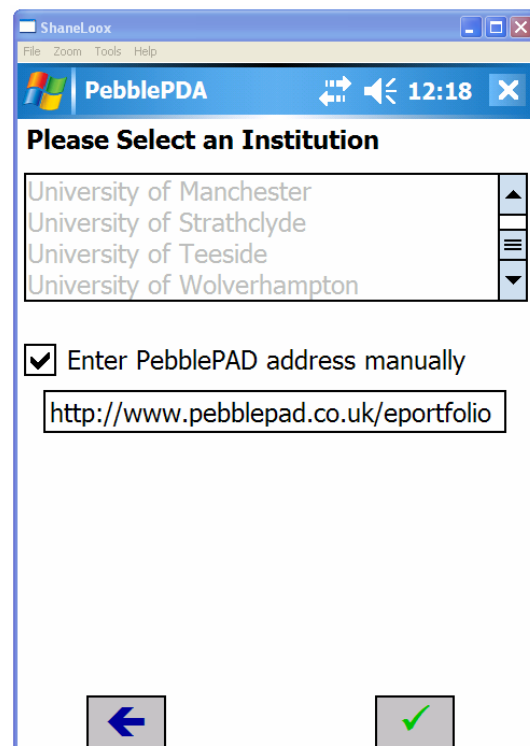 ShaneLoox
File Zoom Tools Help
PebblePDA 12:18
Please Select an Institution
University of Manchester
University of Strathclyde
University of Teeside
University of Wolverhampton
Enter PebblePAD address manually
http://www.pebblepad.co.uk/eportfolio